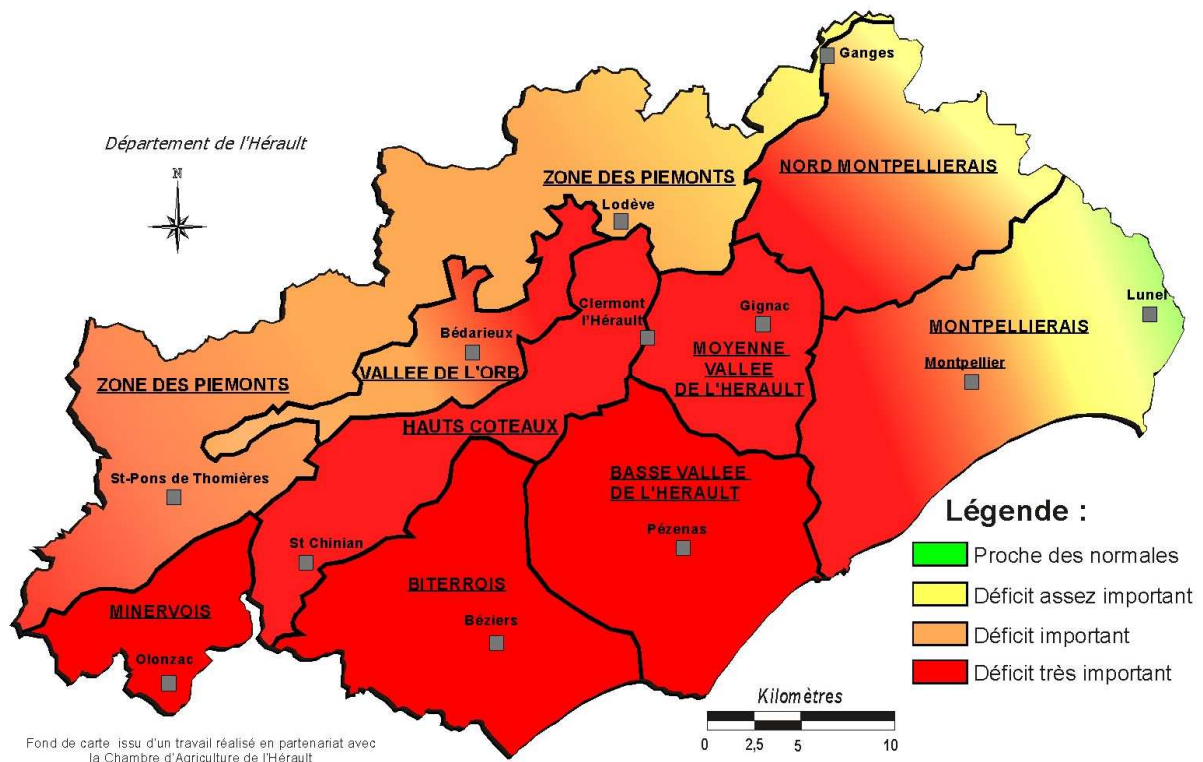 Département de l'Hérault
N
Ganges
NORD MONTPELLIERAIS
ZONE DES PIEMONTS
Lodève
Clermont
l'Hérault
Gignac
Lunel
Bédarieux
MONTPELLIERAIS
MOYENNE
VALLEE
DE L'HERAULT
Montpellier
VALLEE DE L'ORB
ZONE DES PIEMONTS
HAUTS COTEAUX
St-Pons de Thomières
BASSE VALLEE
DE L'HERAULT
Pézenas
St Chinian
BITERROIS
Béziers
MINERVOIS
Olonzac
Légende :
Proche des normales
Déficit assez important
Déficit important
Déficit très important
Kilomètres
0 2,5 5 10
Fond de carte issu d'un travail réalisé en partenariat avec
la Chambre d'Agriculture de l'Hérault